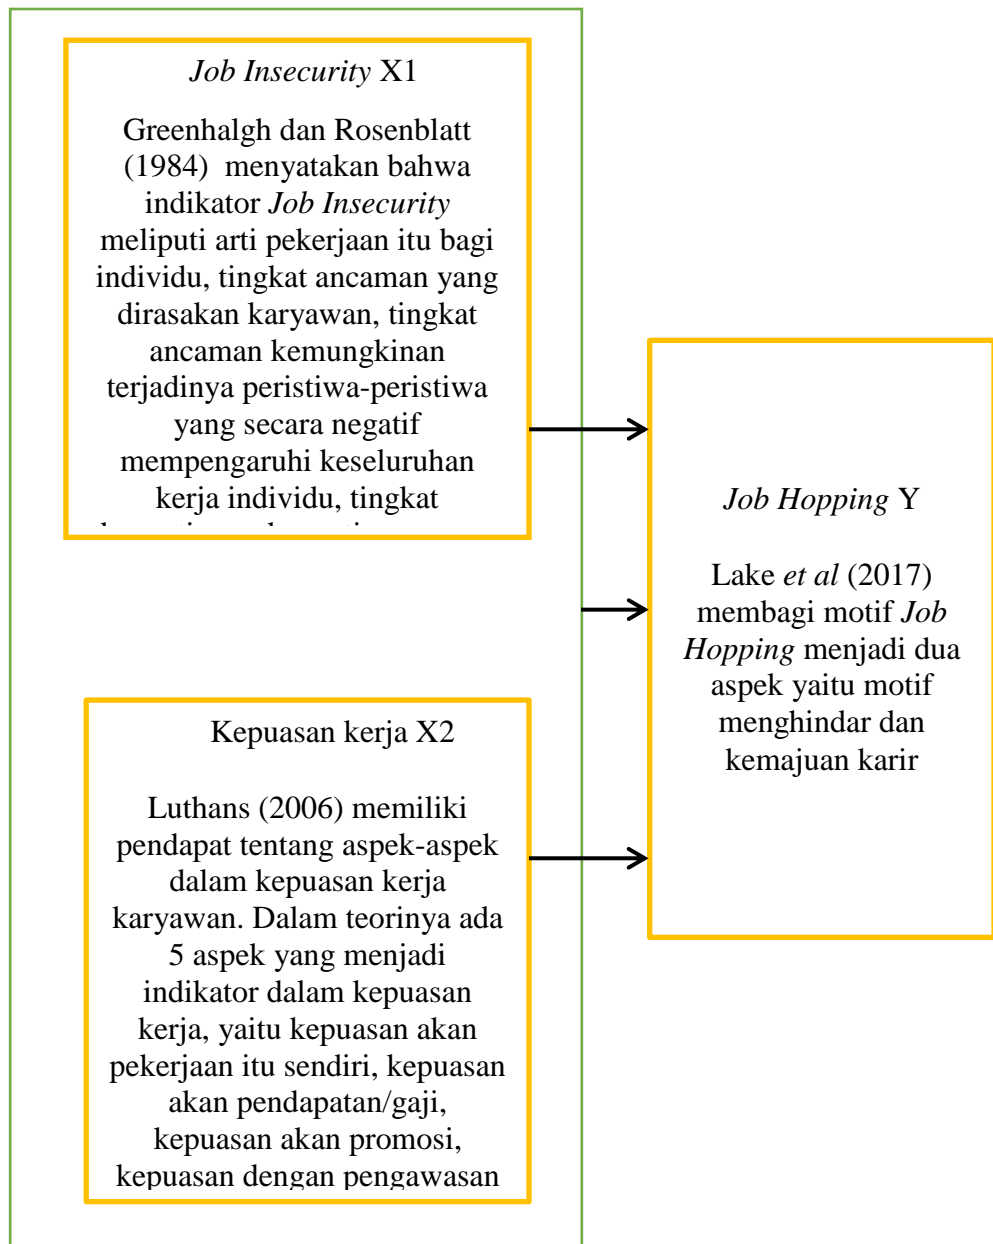 Job Insecurity X1
Greenhalgh dan Rosenblatt
(1984) menyatakan bahwa
indikator Job Insecurity
meliputi arti pekerjaan itu bagi
individu, tingkat ancaman yang
dirasakan karyawan, tingkat
ancaman kemungkinan
terjadinya peristiwa-peristiwa
yang secara negatif
mempengaruhi keseluruhan
kerja individu, tingkat
Kepuasan kerja X2
Luthans (2006) memiliki
pendapat tentang aspek-aspek
dalam kepuasan kerja
karyawan. Dalam teorinya ada
5 aspek yang menjadi
indikator dalam kepuasan
kerja, yaitu kepuasan akan
pekerjaan itu sendiri, kepuasan
akan pendapatan/gaji,
kepuasan akan promosi,
kepuasan dengan pengawasan
Job Hopping Y
Lake et al (2017)
membagi motif Job
Hopping menjadi dua
aspek yaitu motif
menghindar dan
kemajuan karir